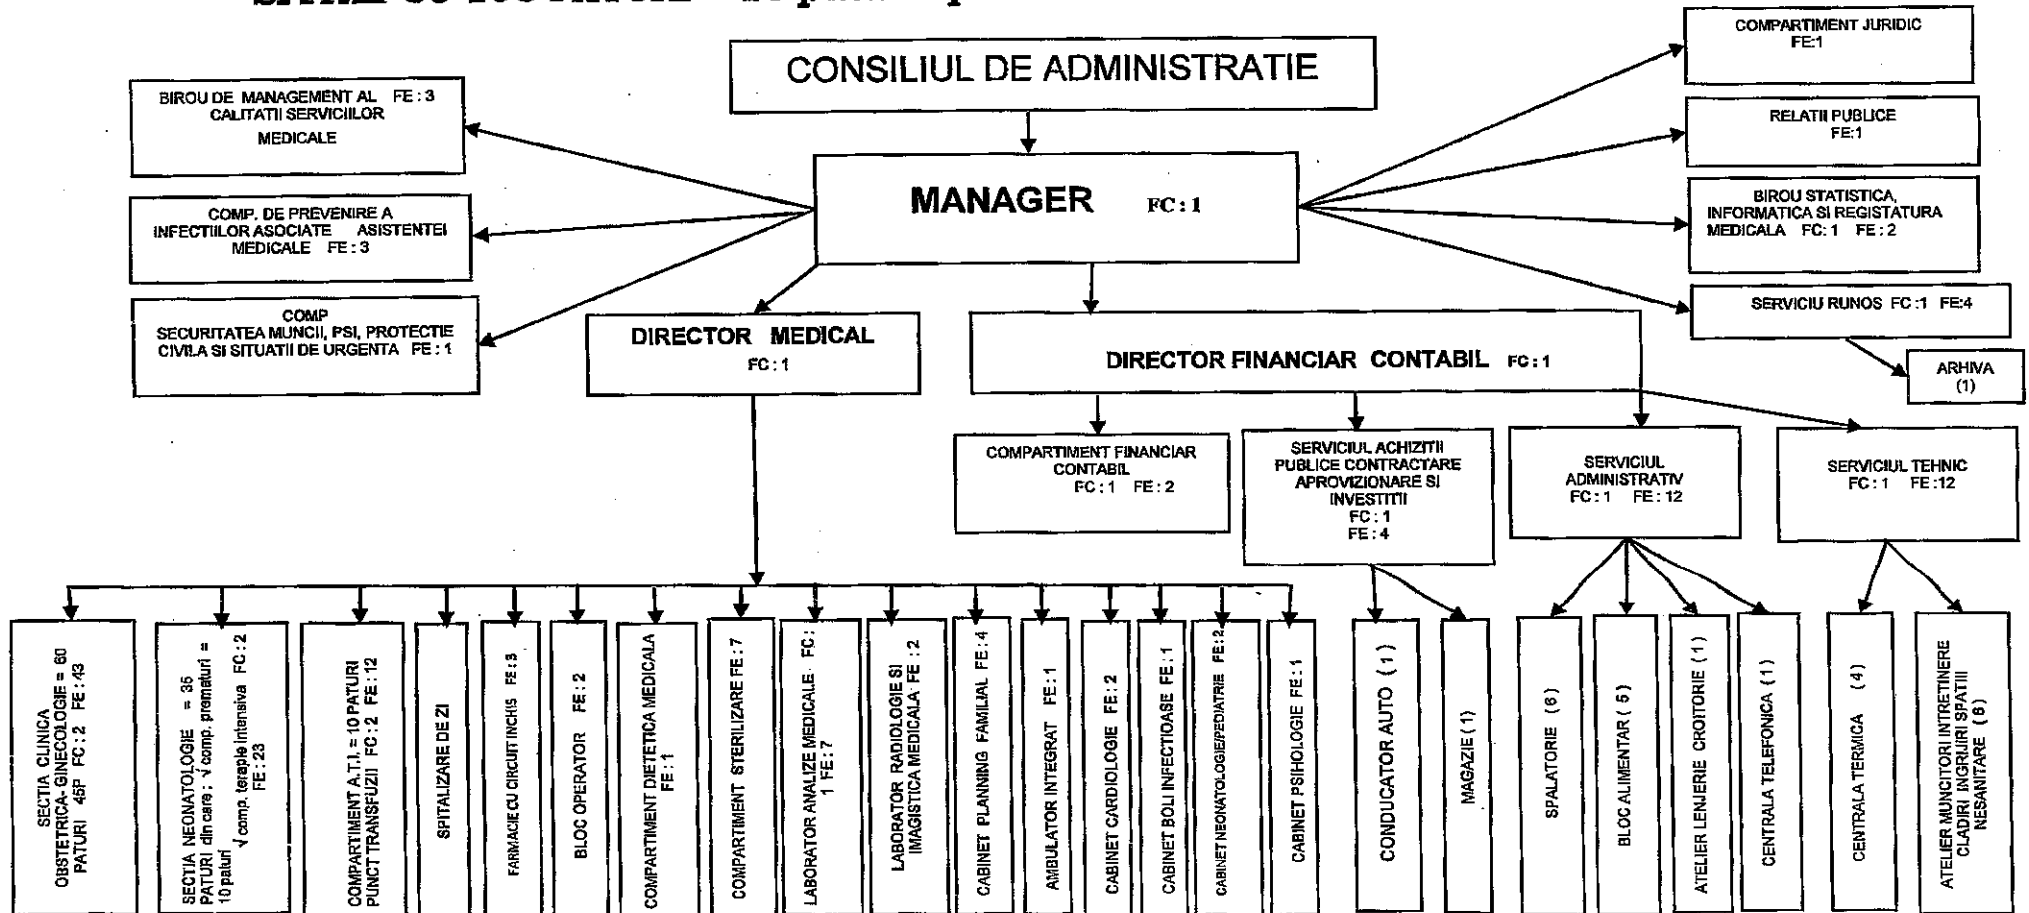 CONSILIUL DE ADMINISTRATIE
COMPARTIMENT JURIDIC
FE:1
BIROU DE MANAGEMENT AL FE : 3
CALITATII SERVICIILOR
MEDICALE
RELATII PUBLICE
FE:1
MANAGER FC : 1
COMP. DE PREVENIRE A
INFECTIILOR ASOCIATE ASISTENTEI
MEDICALE FE : 3
BIROU STATISTICA,
INFORMATICA SI REGISTATURA
MEDICALA FC: 1 FE : 2
COMP
SECURITATEA MUNCII, PSI, PROTECTIE
CIVILA SI SITUATII DE URGENTA FE : 1
SERVICIU RUNOS FC :1 FE:4
ARHIVA
(1)
DIRECTOR MEDICAL
FC : 1
DIRECTOR FINANCIAR CONTABIL FC : 1
COMPARTIMENT FINANCIAR
CONTABIL
FC : 1 FE : 2
SERVICIUL ACHIZITII
PUBLICE CONTRACTARE
APROVIZIONARE SI
INVESTITII
FC : 1
FE : 4
SERVICIUL
ADMINISTRATIV
FC : 1 FE : 12
SERVICIUL TEHNIC
FC : 1 FE :12
SECTIA CLINICA
OBSTETRICA- GINECOLOGIE = 60
PATURI 45P FC : 2 FE : 43
SECTIA NEONATOLOGIE = 35
PATURI din care ; √ comp. prematuri =
10 paturi √ comp. terapie intensiva FC : 2
FE : 23
COMPARTIMENT A.T.I. = 10 PATURI
PUNCT TRANSFUZII FC : 2 FE : 12
SPITALIZARE DE ZI
FARMACIE CU CIRCUIT INCHIS FE : 3
BLOC OPERATOR FE : 2
COMPARTIMENT DIETETICA MEDICALA
FE : 1
COMPARTIMENT STERILIZARE FE : 7
LABORATOR ANALIZE MEDICALE FC:
1 FE : 7
LABORATOR RADIOLOGIE SI
IMAGISTICA MEDICALA FE : 2
CABINET PLANNING FAMILIAL FE : 4
AMBULATOR INTEGRAT FE : 1
CABINET CARDIOLOGIE FE : 2
CABINET BOLI INFECTIOASE FE : 1
CABINET NEONATOLOGIE/PEDIATRIE FE:2
CABINET PSIHOLOGIE FE : 1
CONDUCATOR AUTO (1)
MAGAZIE (1)
SPALATORIE (6)
BLOC ALIMENTAR ( 5 )
ATELIER LENJERIE CROITORIE (1)
CENTRALA TELEFONICA (1)
CENTRALA TERMICA (4)
ATELIER MUNCITORI INTRETINERE
CLADIRI INGRIJIRI SPATII
NESANITARE ( 8 )